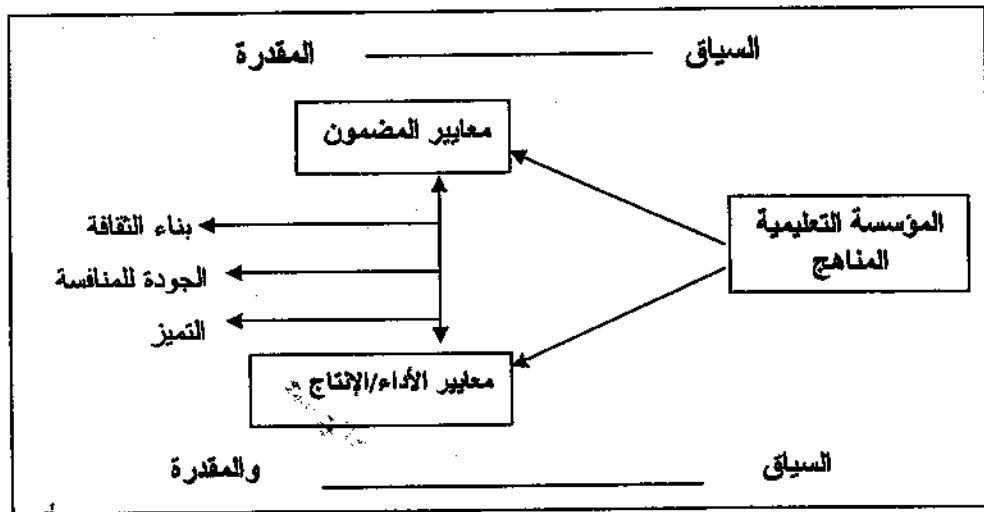 السياق المقدرة
معايير المضمون
المؤسسة التعليمية
المناهج
بناء الثقافة
الجودة للمنافسة
التميز
معايير الأداء/الإنتاج
السياق والمقدرة